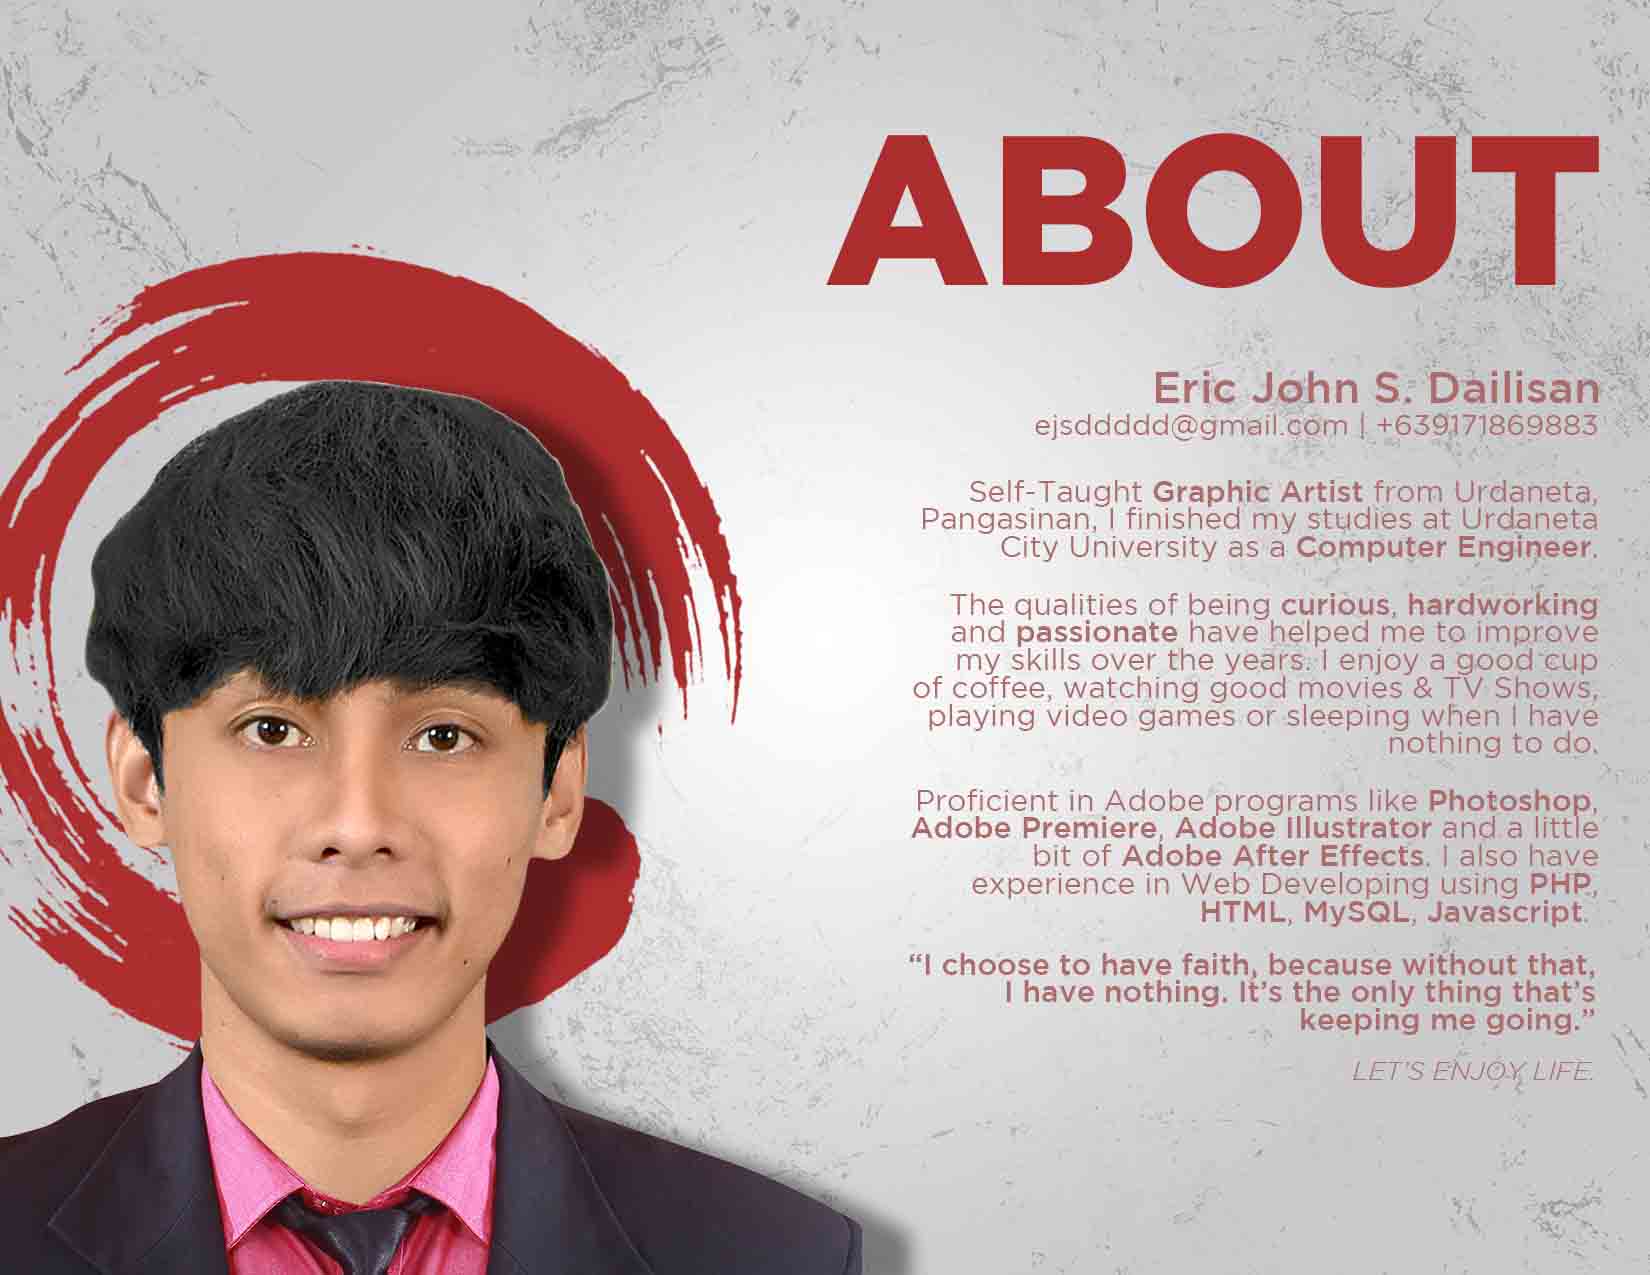 ABOUT
Eric John S. Dailisan
ejsddddd@gmail.com | +639171869883
Self-Taught Graphic Artist from Urdaneta,
Pangasinan, I finished my studies at Urdaneta
City University as a Computer Engineer.
The qualities of being curious, hardworking
and passionate have helped me to improve
my skills over the years. I enjoy a good cup
of coffee, watching good movies & TV Shows,
playing video games or sleeping when I have
nothing to do.
Proficient in Adobe programs like Photoshop,
Adobe Premiere, Adobe Illustrator and a little
bit of Adobe After Effects. I also have
experience in Web Developing using PHP,
HTML, MySQL, Javascript.
“I choose to have faith, because without that,
I have nothing. It’s the only thing that’s
keeping me going.”
LET’S ENJOY LIFE.